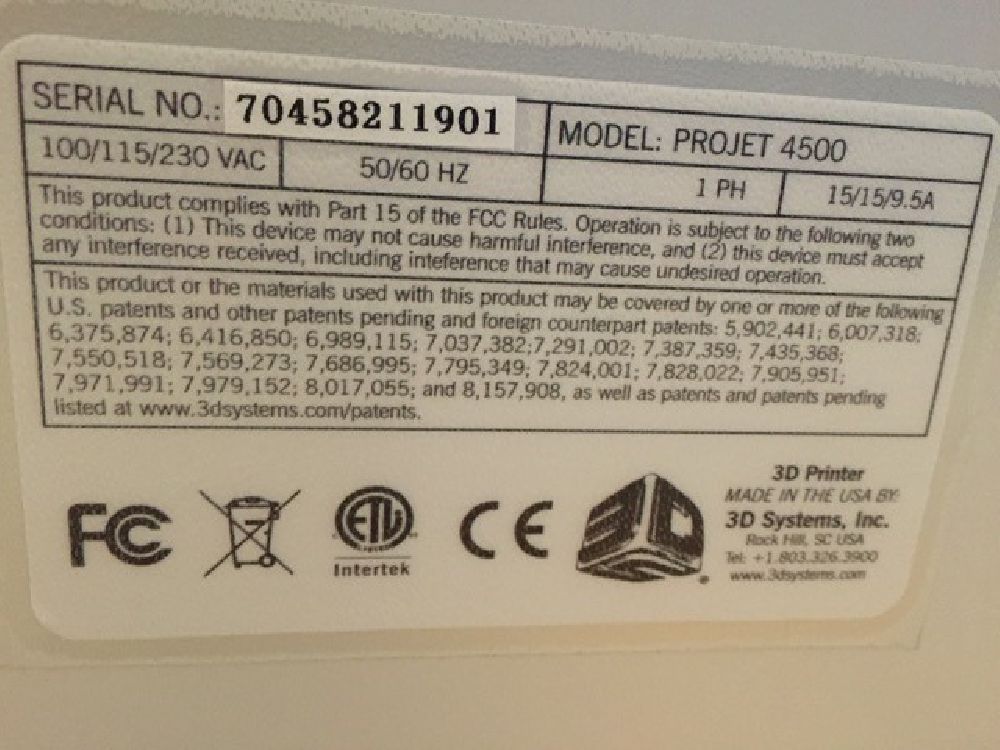 SERIAL NO.: 70458211901
MODEL: PROJET 4500
100/115/230 VAC
50/60 HZ
1 PH
15/15/9.5A
This product complies with Part 15 of the FCC Rules. Operation is subject to the following two
conditions: (1) This device may not cause harmful interference, and (2) this device must accept
any interference received, including inteference that may cause undesired operation.
This product or the materials used with this product may be covered by one or more of the following
U.S. patents and other patents pending and foreign counterpart patents: 5,902,441; 6,007,318;
6,375,874; 6,416,850; 6,989,115; 7,037,382;7,291,002; 7,387,359; 7,435,368;
7,550,518; 7,569,273; 7,686,995; 7,795,349; 7,824,001; 7,828,022; 7,905,951;
7,971,991; 7,979,152; 8,017,055; and 8,157,908, as well as patents and patents pending
listed at www.3dsystems.com/patents.
FC
ETL
Intertek
CE
3D
3D Printer
MADE IN THE USA BY:
3D Systems, Inc.
Rock Hill, SC USA
Tel: +1.803.326.3900
www.3dsystems.com